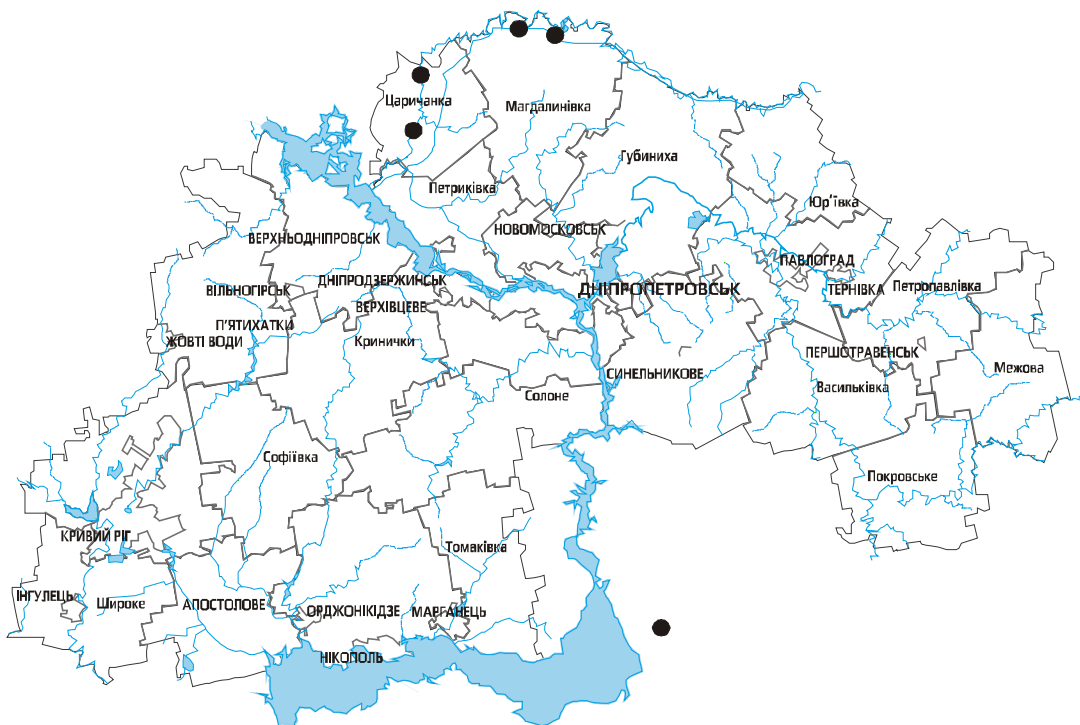 Царичанка
Магдалинівка
Губиниха
Петриківка
Юр'ївка
НОВОМОСКОВСЬК
ВЕРХНЬОДНІПРОВСЬК
ПАВЛОГРАД
ДНІПРОДЗЕРЖИНСЬК
ДНІПРОПЕТРОВСЬК
ТЕРНІВКА
Петропавлівка
ВІЛЬНОГІРСЬК
ВЕРХІВЦЕВЕ
П'ЯТИХАТКИ
ЖОВТІ ВОДИ
Кринички
ПЕРШОТРАВЕНСЬК
Межова
СИНЕЛЬНИКОВЕ
Васильківка
Солоне
Софіївка
Покровське
КРИВИЙ РІГ
Томаківка
ІНГУЛЕЦЬ
Широке
АПОСТОЛОВЕ
ОРДЖОНІКІДЗЕ
МАРГАНЕЦЬ
НІКОПОЛЬ